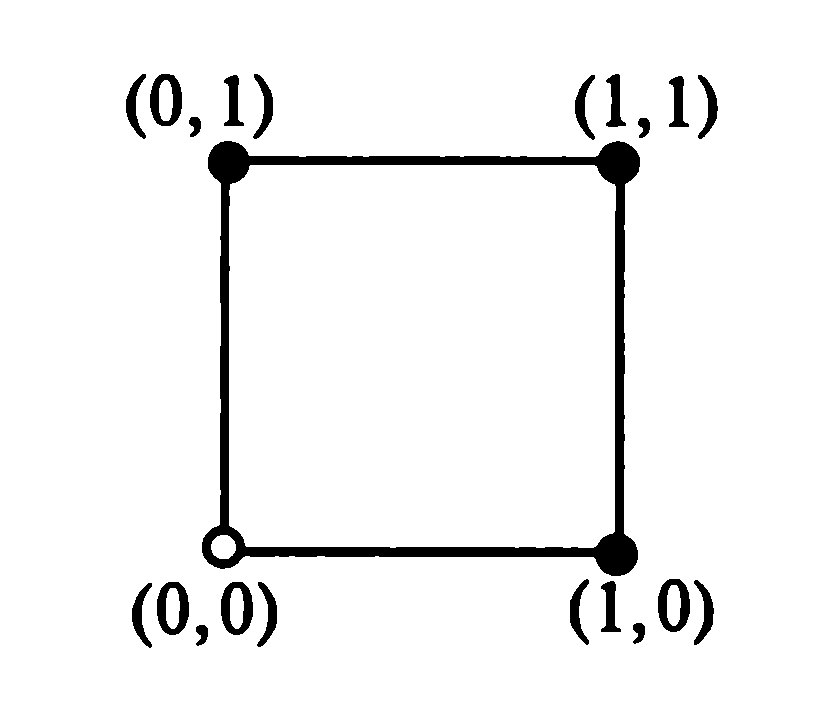 (0, 1) (1, 1)
(0, 0) (1, 0)